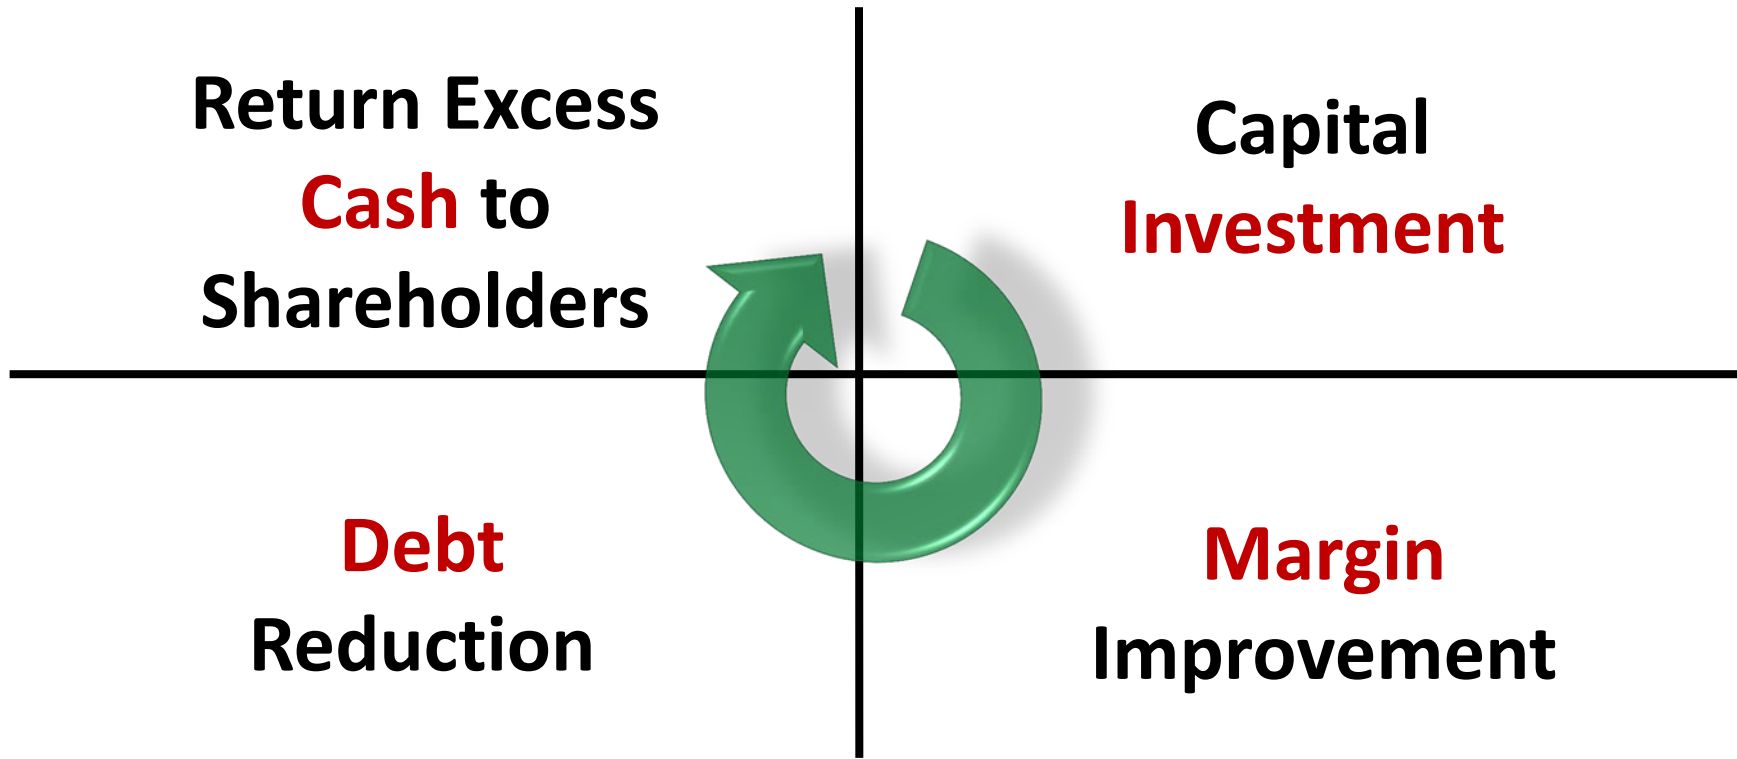 Return Excess
Cash to
Shareholders
Capital
Investment
Debt
Reduction
Margin
Improvement